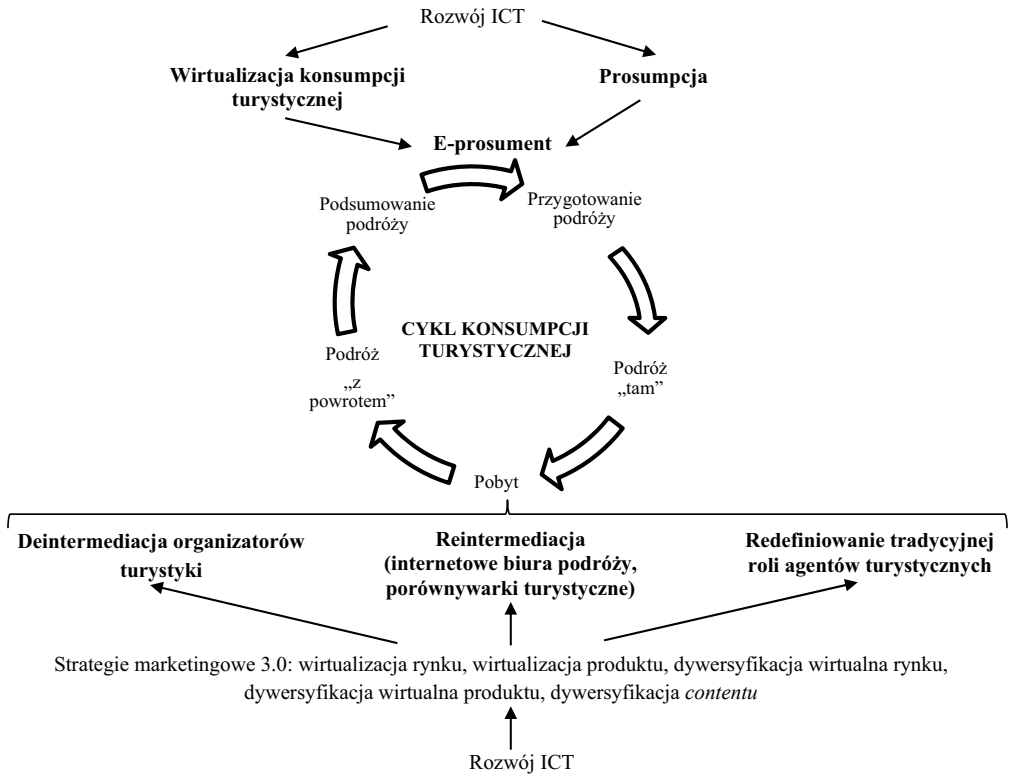 Rozwój ICT
Wirtualizacja konsumpcji
turystycznej
Prosumpcja
E-prosument
Podsumowanie
podróży
Przygotowanie
podróży
CYKL KONSUMPCJI
TURYSTYCZNEJ
Podróż
„z
powrotem”
Podróż
„tam”
Pobyt
Deintermediacja organizatorów
turystyki
Reintermediacja
(internetowe biura podróży,
porównywarki turystyczne)
Redefiniowanie tradycyjnej
roli agentów turystycznych
Strategie marketingowe 3.0: wirtualizacja rynku, wirtualizacja produktu, dywersyfikacja wirtualna rynku,
dywersyfikacja wirtualna produktu, dywersyfikacja contentu
Rozwój ICT